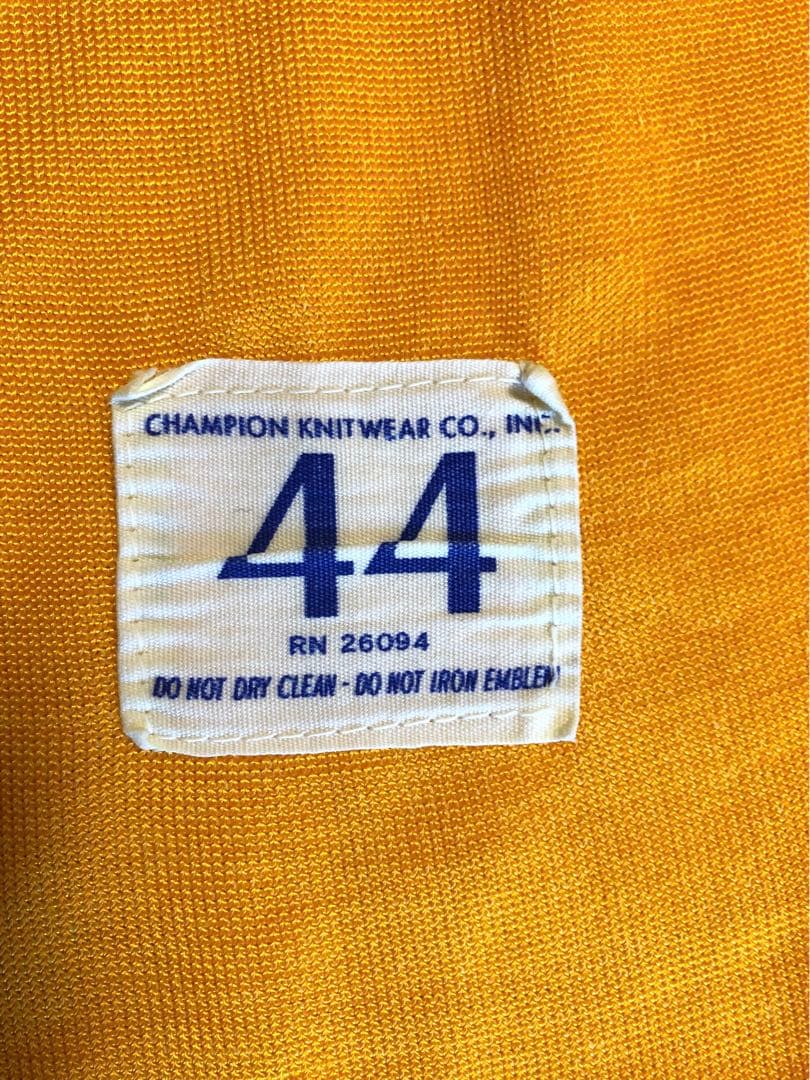 CHAMPION KNITWEAR CO., INC.
44
RN 26094
DO NOT DRY CLEAN - DO NOT IRON EMBLEM